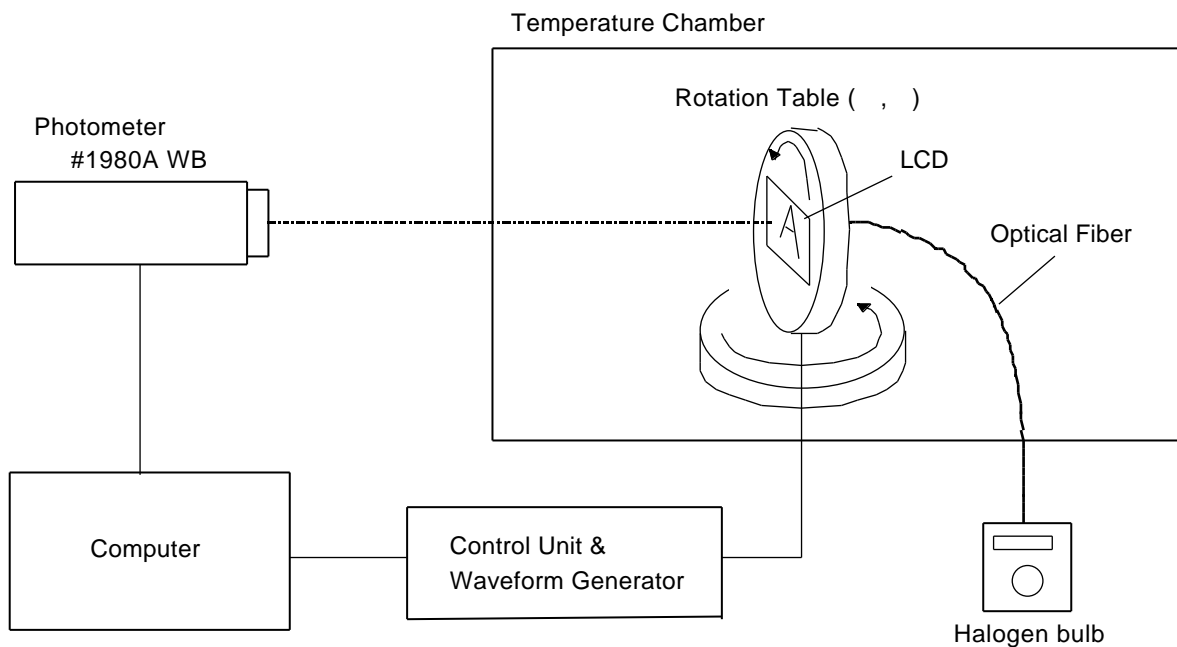 Temperature Chamber
Rotation Table ( , )
Photometer
#1980A WB
LCD
A
Optical Fiber
Computer
Control Unit &
Waveform Generator
Halogen bulb